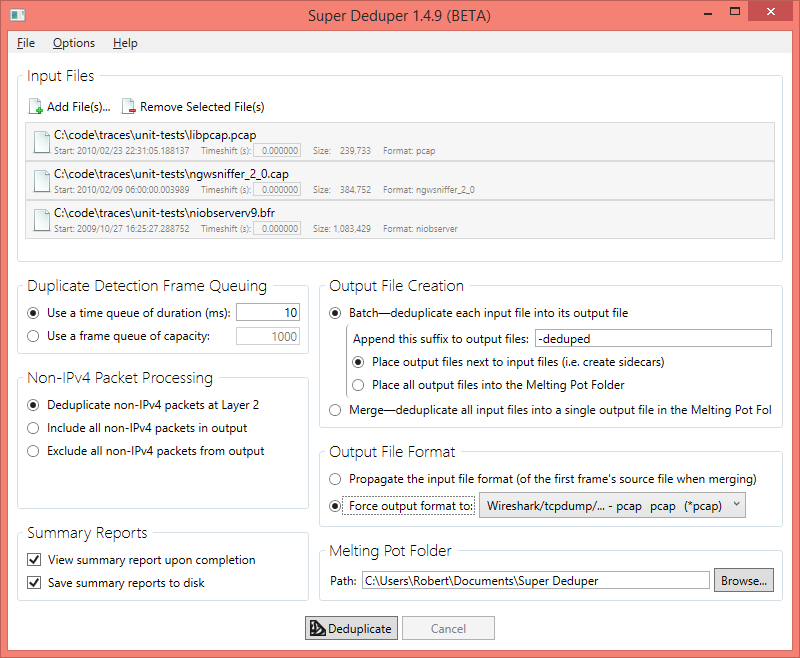 Super Deduper 1.4.9 (BETA)
File Options Help
Input Files
Add File(s)... Remove Selected File(s)
C:\code\traces\unit-tests\libpcap.pcap
Start: 2010/02/23 22:31:05.188137 Timeshift (s): 0.000000 Size: 239,733 Format: pcap
C:\code\traces\unit-tests\ngwsniffer_2_0.cap
Start: 2010/02/09 06:00:00.003989 Timeshift (s): 0.000000 Size: 384,752 Format: ngwsniffer_2_0
C:\code\traces\unit-tests\niobserverv9.bfr
Start: 2009/10/27 16:25:27.288752 Timeshift (s): 0.000000 Size: 1,083,429 Format: niobserver
Duplicate Detection Frame Queuing
Use a time queue of duration (ms): 10
Use a frame queue of capacity: 1000
Non-IPv4 Packet Processing
Deduplicate non-IPv4 packets at Layer 2
Include all non-IPv4 packets in output
Exclude all non-IPv4 packets from output
Summary Reports
View summary report upon completion
Save summary reports to disk
Output File Creation
Batch—deduplicate each input file into its output file
Append this suffix to output files: -deduped
Place output files next to input files (i.e. create sidecars)
Place all output files into the Melting Pot Folder
Merge—deduplicate all input files into a single output file in the Melting Pot Fol
Output File Format
Propagate the input file format (of the first frame's source file when merging)
Force output format to: Wireshark/tcpdump/... - pcap pcap (*pcap)
Melting Pot Folder
Path: C:\Users\Robert\Documents\Super Deduper Browse...
Deduplicate Cancel